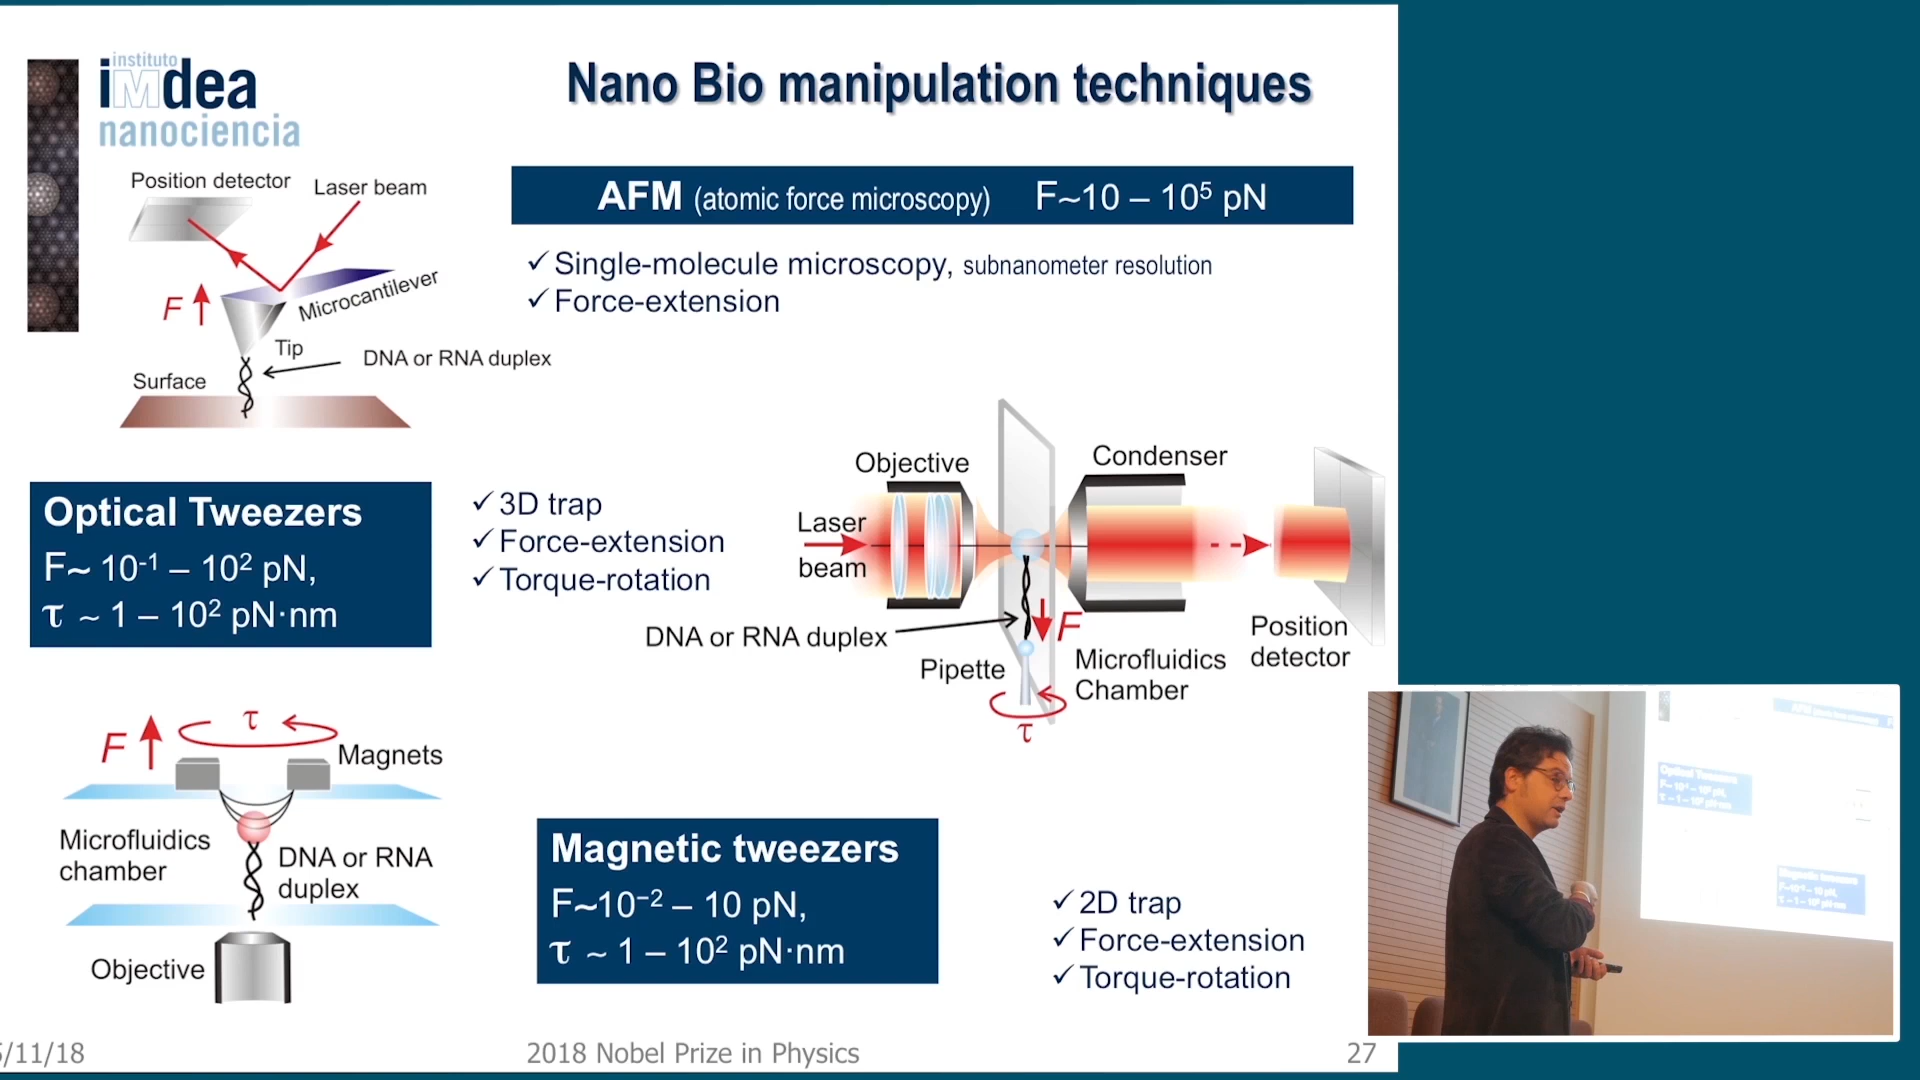 instituto
iMdea
nanociencia
Nano Bio manipulation techniques
Position detector
Laser beam
F
Microcantilever
Tip
DNA or RNA duplex
Surface
AFM (atomic force microscopy) F~10 – 10⁵ pN
✓ Single-molecule microscopy, subnanometer resolution
✓ Force-extension
Optical Tweezers
F~ 10⁻¹ – 10² pN,
τ ~ 1 – 10² pN·nm
✓ 3D trap
✓ Force-extension
✓ Torque-rotation
Objective
Condenser
Laser
beam
DNA or RNA duplex
F
Pipette
Microfluidics
Chamber
τ
Position
detector
F
τ
Magnets
Microfluidics
chamber
DNA or RNA
duplex
Objective
Magnetic tweezers
F~10⁻² – 10 pN,
τ ~ 1 – 10² pN·nm
✓ 2D trap
✓ Force-extension
✓ Torque-rotation
/11/18
2018 Nobel Prize in Physics
27
Optical Tweezers
Magnetic tweezers